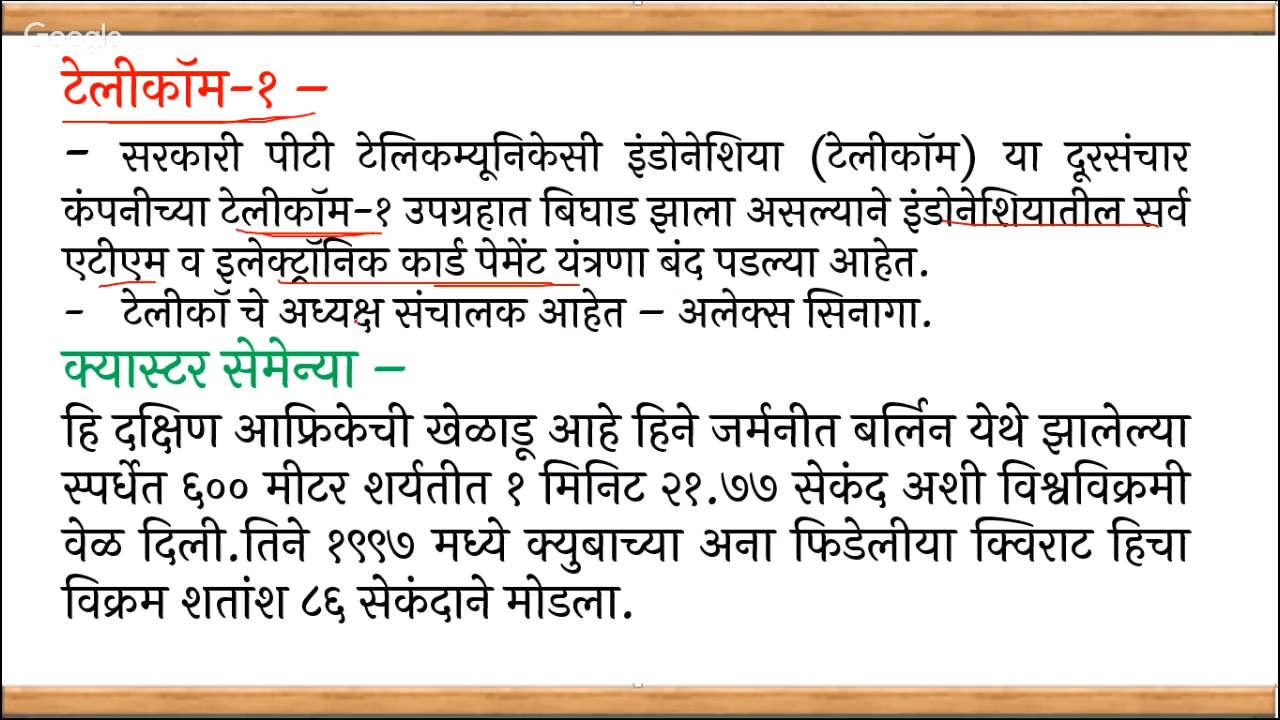 Google
टेलीकॉम-१ –
- सरकारी पीटी टेलिकम्यूनिकेसी इंडोनेशिया (टेलीकॉम) या दूरसंचार
कंपनीच्या टेलीकॉम-१ उपग्रहात बिघाड झाला असल्याने इंडोनेशियातील सर्व
एटीएम व इलेक्ट्रॉनिक कार्ड पेमेंट यंत्रणा बंद पडल्या आहेत.
- टेलीकॉ चे अध्यक्ष संचालक आहेत – अलेक्स सिनागा.
क्यास्टर सेमेन्या –
हि दक्षिण आफ्रिकेची खेळाडू आहे हिने जर्मनीत बर्लिन येथे झालेल्या
स्पर्धेत ६०० मीटर शर्यतीत १ मिनिट २१.७७ सेकंद अशी विश्वविक्रमी
वेळ दिली.तिने १९९७ मध्ये क्युबाच्या अना फिडेलीया क्विराट हिचा
विक्रम शतांश ८६ सेकंदाने मोडला.